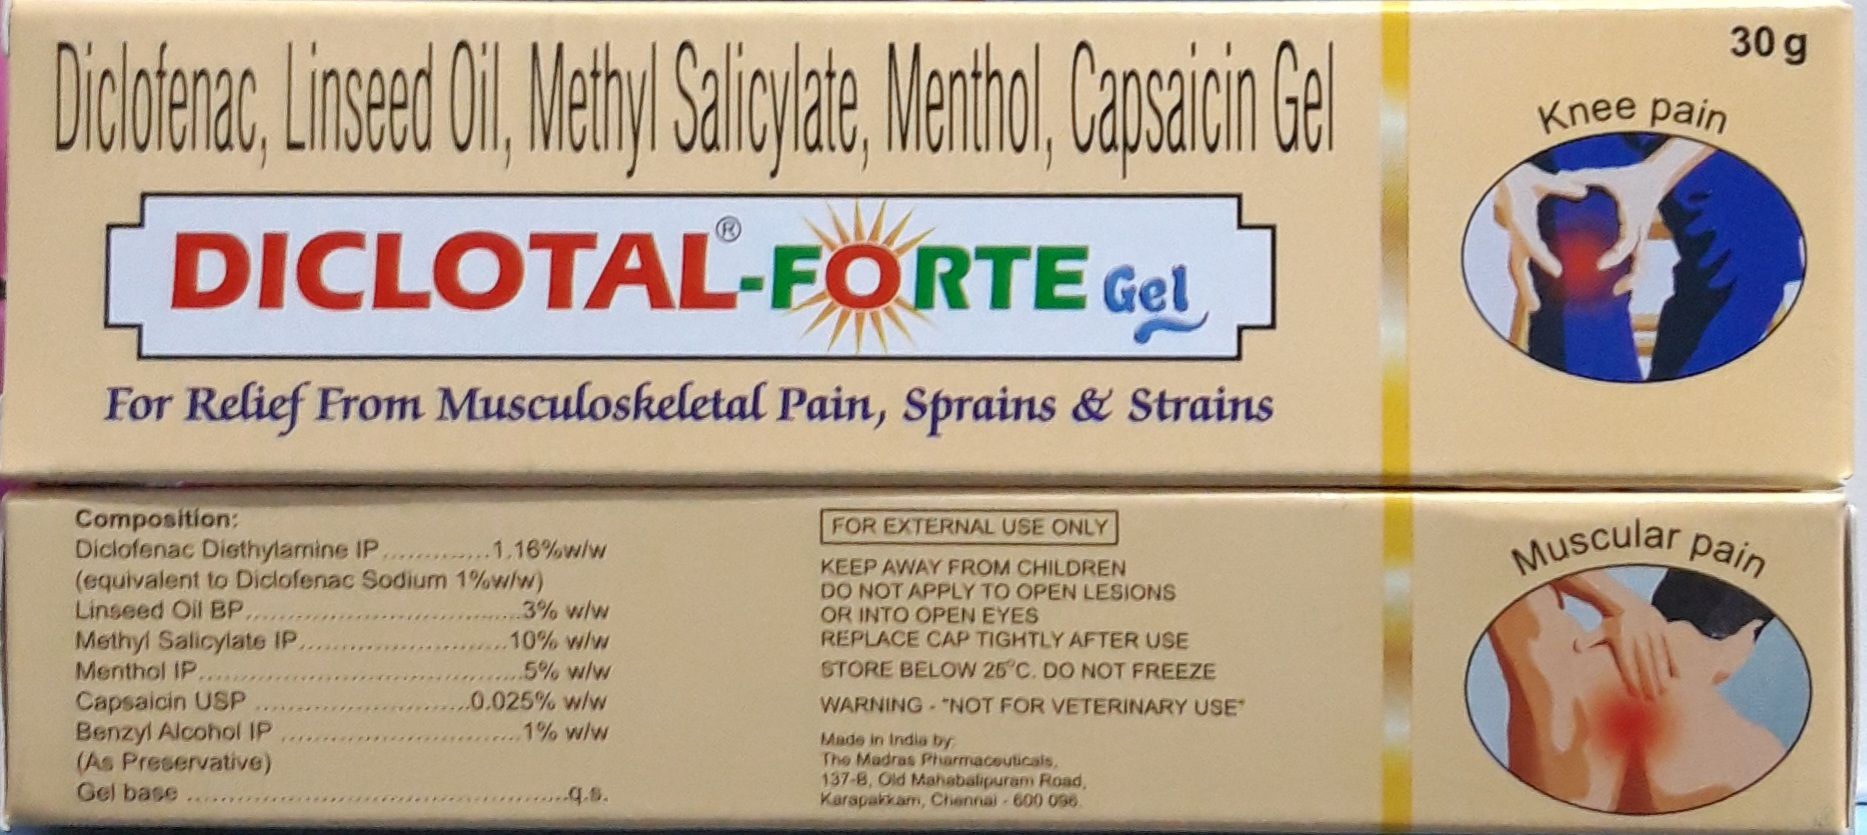 Diclofenac, Linseed Oil, Methyl Salicylate, Menthol, Capsaicin Gel
30 g
DICLOTAL®-FORTE Gel
For Relief From Musculoskeletal Pain, Sprains & Strains
Knee pain
Composition:
Diclofenac Diethylamine IP..............1.16%w/w
(equivalent to Diclofenac Sodium 1%w/w)
Linseed Oil BP.......................................3% w/w
Methyl Salicylate IP..............................10% w/w
Menthol IP..............................................5% w/w
Capsaicin USP ..............................0.025% w/w
Benzyl Alcohol IP ..................................1% w/w
(As Preservative)
Gel base .....................................................q.s.
FOR EXTERNAL USE ONLY
KEEP AWAY FROM CHILDREN
DO NOT APPLY TO OPEN LESIONS
OR INTO OPEN EYES
REPLACE CAP TIGHTLY AFTER USE
STORE BELOW 25°C. DO NOT FREEZE
WARNING - "NOT FOR VETERINARY USE"
Made in India by:
The Madras Pharmaceuticals,
137-B, Old Mahabalipuram Road,
Karapakkam, Chennai - 600 096.
Muscular pain